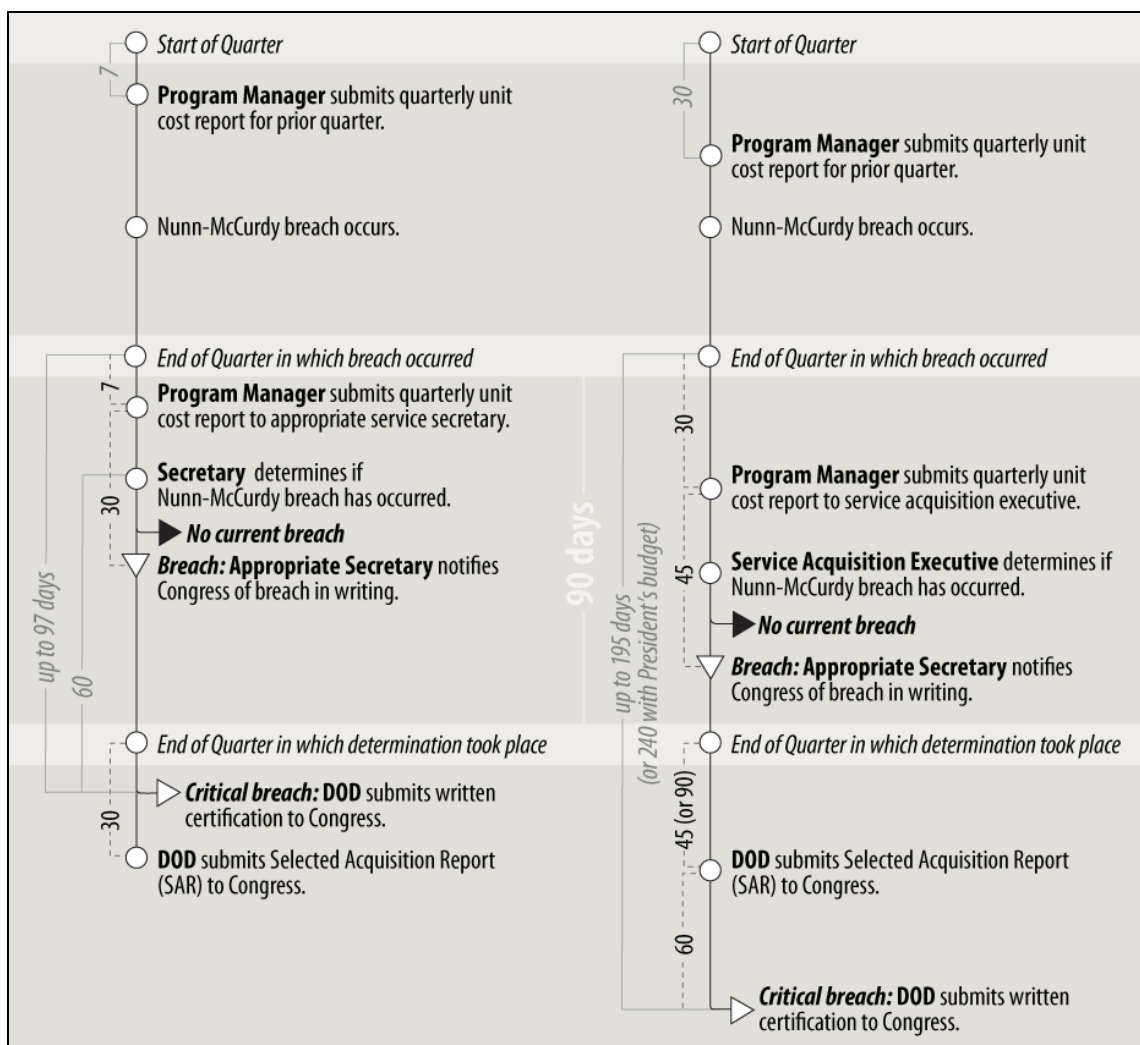 Start of Quarter
7
Program Manager submits quarterly unit
cost report for prior quarter.
Nunn-McCurdy breach occurs.
End of Quarter in which breach occurred
7
Program Manager submits quarterly unit
cost report to appropriate service secretary.
30
Secretary determines if
Nunn-McCurdy breach has occurred.
No current breach
Breach: Appropriate Secretary notifies
Congress of breach in writing.
up to 97 days
60
End of Quarter in which determination took place
Critical breach: DOD submits written
certification to Congress.
30
DOD submits Selected Acquisition Report
(SAR) to Congress.
90 days
Start of Quarter
30
Program Manager submits quarterly unit
cost report for prior quarter.
Nunn-McCurdy breach occurs.
End of Quarter in which breach occurred
30
Program Manager submits quarterly unit
cost report to service acquisition executive.
45
Service Acquisition Executive determines if
Nunn-McCurdy breach has occurred.
No current breach
Breach: Appropriate Secretary notifies
Congress of breach in writing.
up to 195 days
(or 240 with President's budget)
End of Quarter in which determination took place
45 (or 90)
DOD submits Selected Acquisition Report
(SAR) to Congress.
60
Critical breach: DOD submits written
certification to Congress.